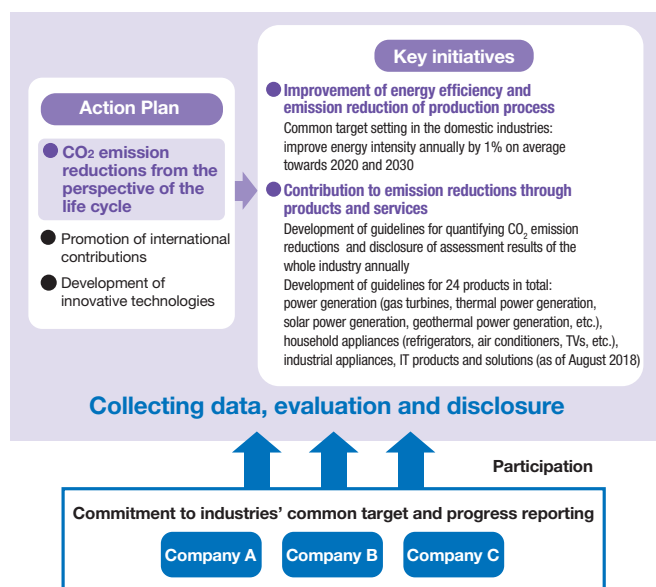 Action Plan
● CO₂ emission
reductions from the
perspective of the
life cycle
● Promotion of international
contributions
● Development of
innovative technologies
Key initiatives
● Improvement of energy efficiency and
emission reduction of production process
Common target setting in the domestic industries:
improve energy intensity annually by 1% on average
towards 2020 and 2030
● Contribution to emission reductions through
products and services
Development of guidelines for quantifying CO₂ emission
reductions and disclosure of assessment results of the
whole industry annually
Development of guidelines for 24 products in total:
power generation (gas turbines, thermal power generation,
solar power generation, geothermal power generation, etc.),
household appliances (refrigerators, air conditioners, TVs, etc.),
industrial appliances, IT products and solutions (as of August 2018)
Collecting data, evaluation and disclosure
Participation
Commitment to industries' common target and progress reporting
Company A
Company B
Company C